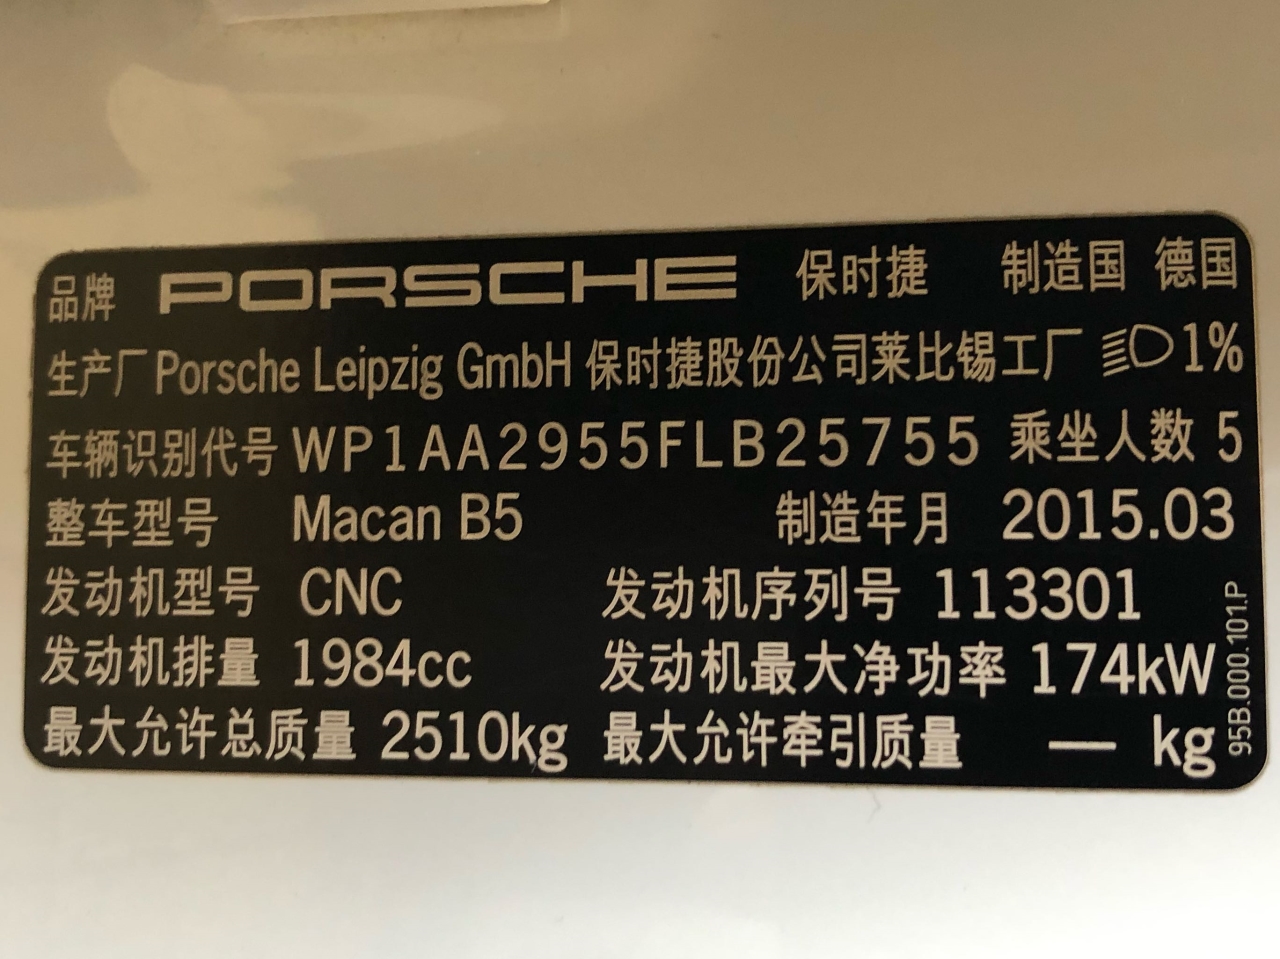 品牌 PORSCHE 保时捷 制造国 德国
生产厂 Porsche Leipzig GmbH 保时捷股份公司莱比锡工厂 1%
车辆识别代号 WP1AA2955FLB25755 乘坐人数 5
整车型号 Macan B5 制造年月 2015.03
发动机型号 CNC 发动机序列号 113301
发动机排量 1984cc 发动机最大净功率 174kW
最大允许总质量 2510kg 最大允许牵引质量 — kg
95B.000.101.P